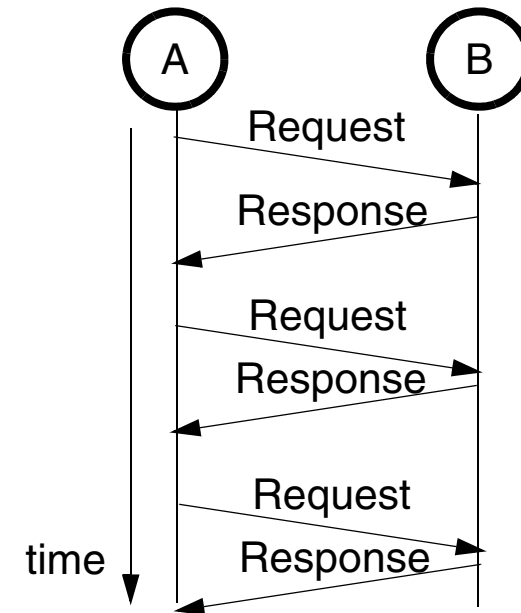 A
B
Request
Response
Request
Response
Request
time
Response